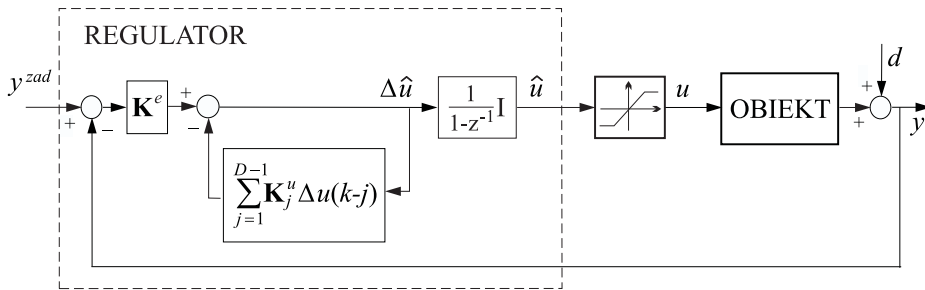 REGULATOR
y^{zad}
+
−
K^e
+
−
Δû
1
1-z^{-1}
I
û
u
OBIEKT
+
+
d
y
D−1
∑ K_j^u Δu(k-j)
j=1